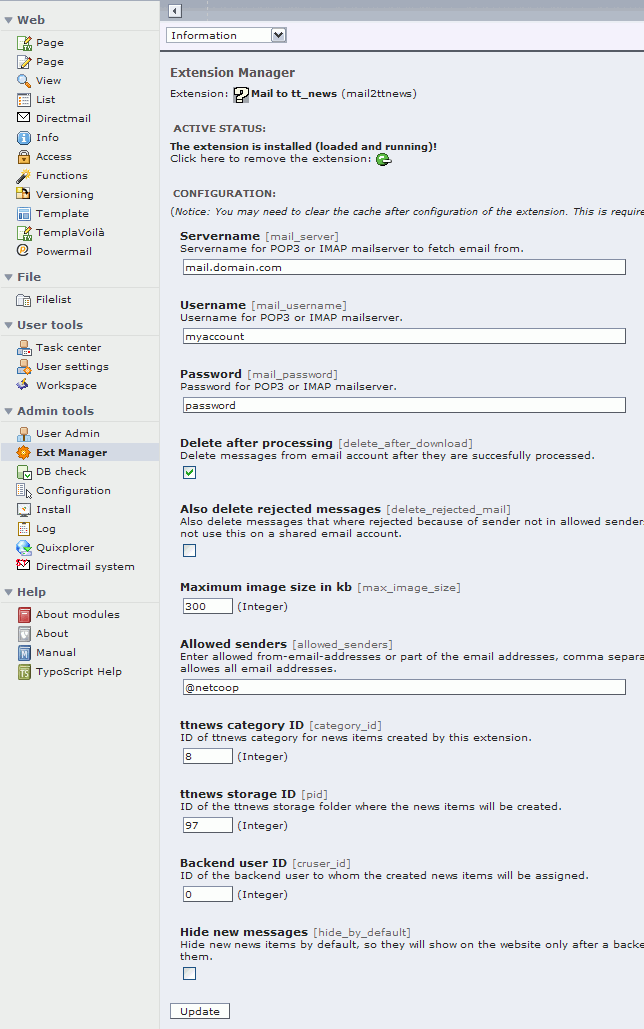 Web
Page
Page
View
List
Directmail
Info
Access
Functions
Versioning
Template
TemplaVoilà
Powermail
File
Filelist
User tools
Task center
User settings
Workspace
Admin tools
User Admin
Ext Manager
DB check
Configuration
Install
Log
Quixplorer
Directmail system
Help
About modules
About
Manual
TypoScript Help
Information
Extension Manager
Extension: Mail to tt_news (mail2ttnews)
ACTIVE STATUS:
The extension is installed (loaded and running)!
Click here to remove the extension:
CONFIGURATION:
(Notice: You may need to clear the cache after configuration of the extension. This is require
Servername [mail_server]
Servername for POP3 or IMAP mailserver to fetch email from.
mail.domain.com
Username [mail_username]
Username for POP3 or IMAP mailserver.
myaccount
Password [mail_password]
Password for POP3 or IMAP mailserver.
password
Delete after processing [delete_after_download]
Delete messages from email account after they are succesfully processed.
Also delete rejected messages [delete_rejected_mail]
Also delete messages that where rejected because of sender not in allowed senders
not use this on a shared email account.
Maximum image size in kb [max_image_size]
300 (Integer)
Allowed senders [allowed_senders]
Enter allowed from-email-addresses or part of the email addresses, comma separa
allowes all email addresses.
@netcoop
ttnews category ID [category_id]
ID of ttnews category for news items created by this extension.
8 (Integer)
ttnews storage ID [pid]
ID of the ttnews storage folder where the news items will be created.
97 (Integer)
Backend user ID [cruser_id]
ID of the backend user to whom the created news items will be assigned.
0 (Integer)
Hide new messages [hide_by_default]
Hide new news items by default, so they will show on the website only after a backe
them.
Update